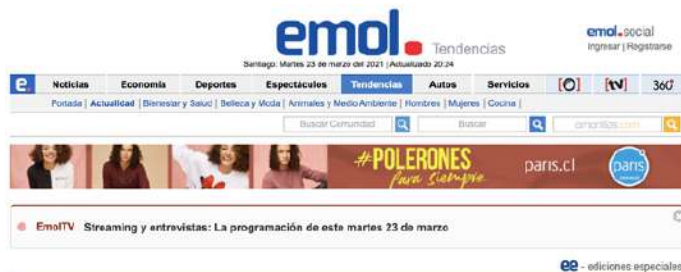 emol.
Tendencias
emol.social
Ingresar | Registrarse
Santiago: Martes 23 de marzo del 2021 | Actualizado 20:34
e. Noticias Economía Deportes Espectáculos Tendencias Autos Servicios [O] [tv] 360°
Portada | Actualidad | Bienestar y Salud | Belleza y Moda | Animales y Medio Ambiente | Hombres | Mujeres | Cocina |
Buscar Comunidad Buscar
#POLERONES
Para Siempre
paris.cl
paris
EmolTV Streaming y entrevistas: La programación de este martes 23 de marzo
ee - ediciones especiales